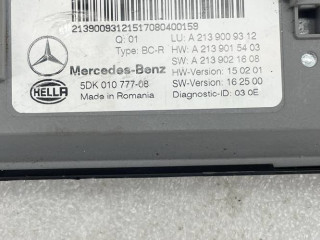 2139009312151708040015B
Q: 01
LU: A 213 900 93 12
Type: BC-R
HW: A 213 901 54 03
SW: A 213 902 16 08
Mercedes-Benz
HW-Version: 15 02 01
5DK 010 777-08
SW-Version: 16 25 00
HELLA
Made in Romania
Diagnostic-ID: 03 0E